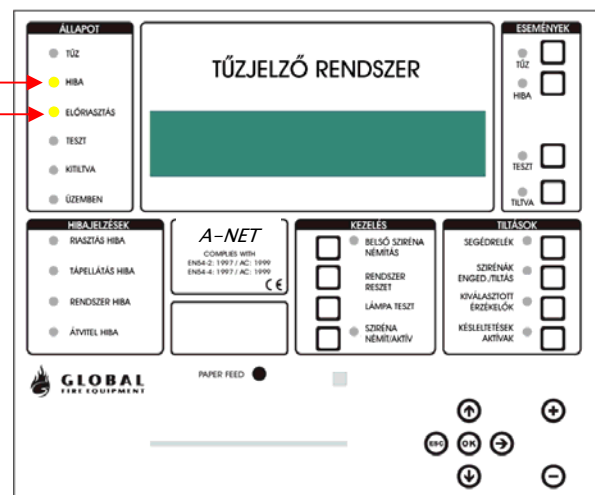 ÁLLAPOT
TŰZ
HIBA
ELŐRIASZTÁS
TESZT
KITILTVA
ÜZEMBEN
TŰZJELZŐ RENDSZER
ESEMÉNYEK
TŰZ
HIBA
TESZT
TILTVA
HIBAJELZÉSEK
RIASZTÁS HIBA
TÁPELLÁTÁS HIBA
RENDSZER HIBA
ÁTVITEL HIBA
A-NET
COMPLIES WITH
EN54-2: 1997 / AC: 1999
EN54-4: 1997 / AC: 1999
CE
KEZELÉS
BELSŐ SZIRÉNA
NÉMÍTÁS
RENDSZER
RESZET
LÁMPA TESZT
SZIRÉNA
NÉMÍT/AKTÍV
TILTÁSOK
SEGÉDRELÉK
SZIRÉNÁK
ENGED./TILTÁS
KIVÁLASZTOTT
ÉRZÉKELŐK
KÉSLELTETÉSEK
AKTÍVAK
GLOBAL
FIRE EQUIPMENT
PAPER FEED
ESC
OK